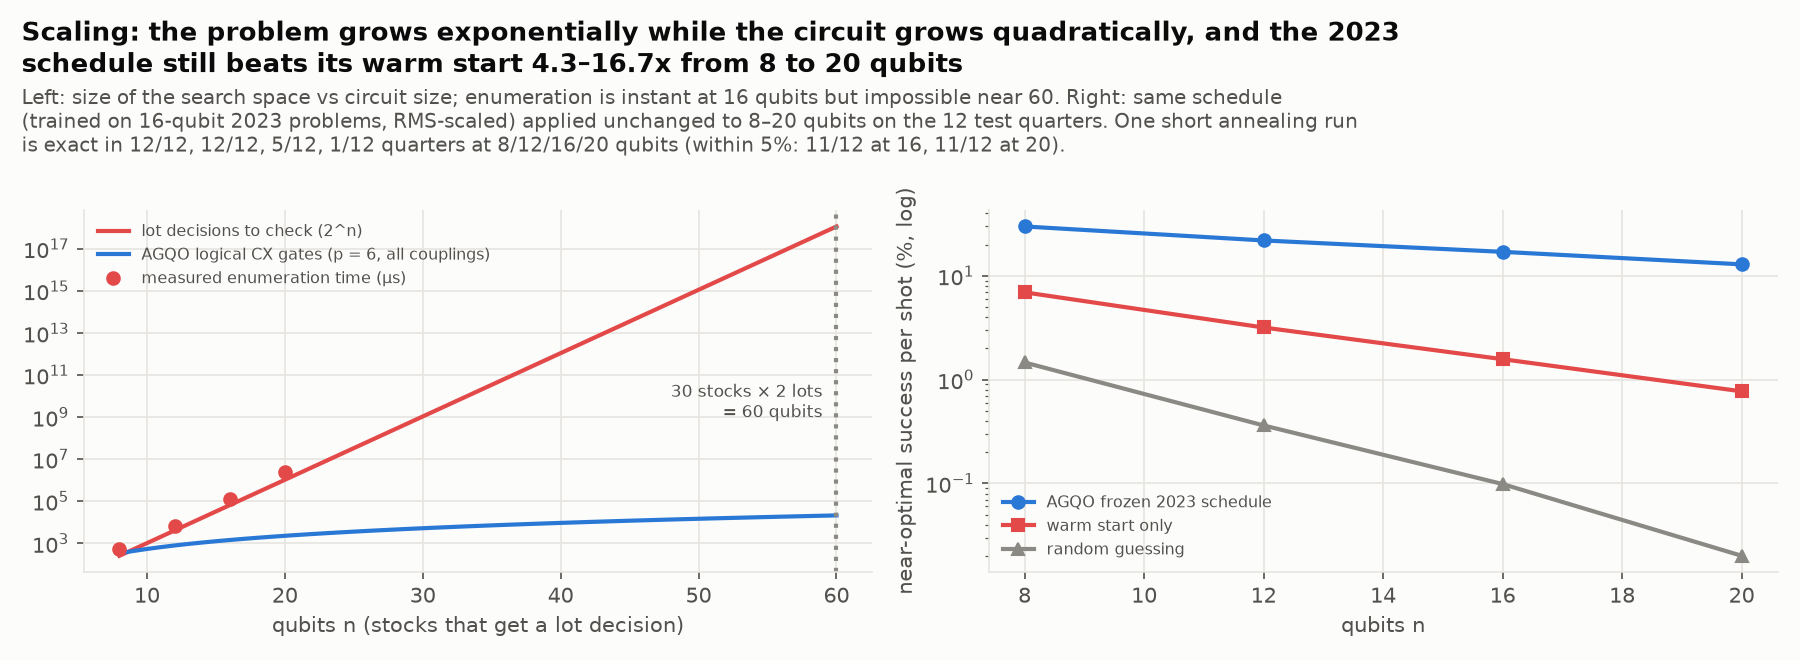 Scaling: the problem grows exponentially while the circuit grows quadratically, and the 2023
schedule still beats its warm start 4.3–16.7x from 8 to 20 qubits
Left: size of the search space vs circuit size; enumeration is instant at 16 qubits but impossible near 60. Right: same schedule
(trained on 16-qubit 2023 problems, RMS-scaled) applied unchanged to 8–20 qubits on the 12 test quarters. One short annealing run
is exact in 12/12, 12/12, 5/12, 1/12 quarters at 8/12/16/20 qubits (within 5%: 11/12 at 16, 11/12 at 20).
lot decisions to check (2^n)
AGQO logical CX gates (p = 6, all couplings)
measured enumeration time (μs)
10^17
10^15
10^13
10^11
10^9
10^7
10^5
10^3
30 stocks × 2 lots
= 60 qubits
10 20 30 40 50 60
qubits n (stocks that get a lot decision)
near-optimal success per shot (%, log)
10^1
10^0
10^−1
AGQO frozen 2023 schedule
warm start only
random guessing
8 10 12 14 16 18 20
qubits n